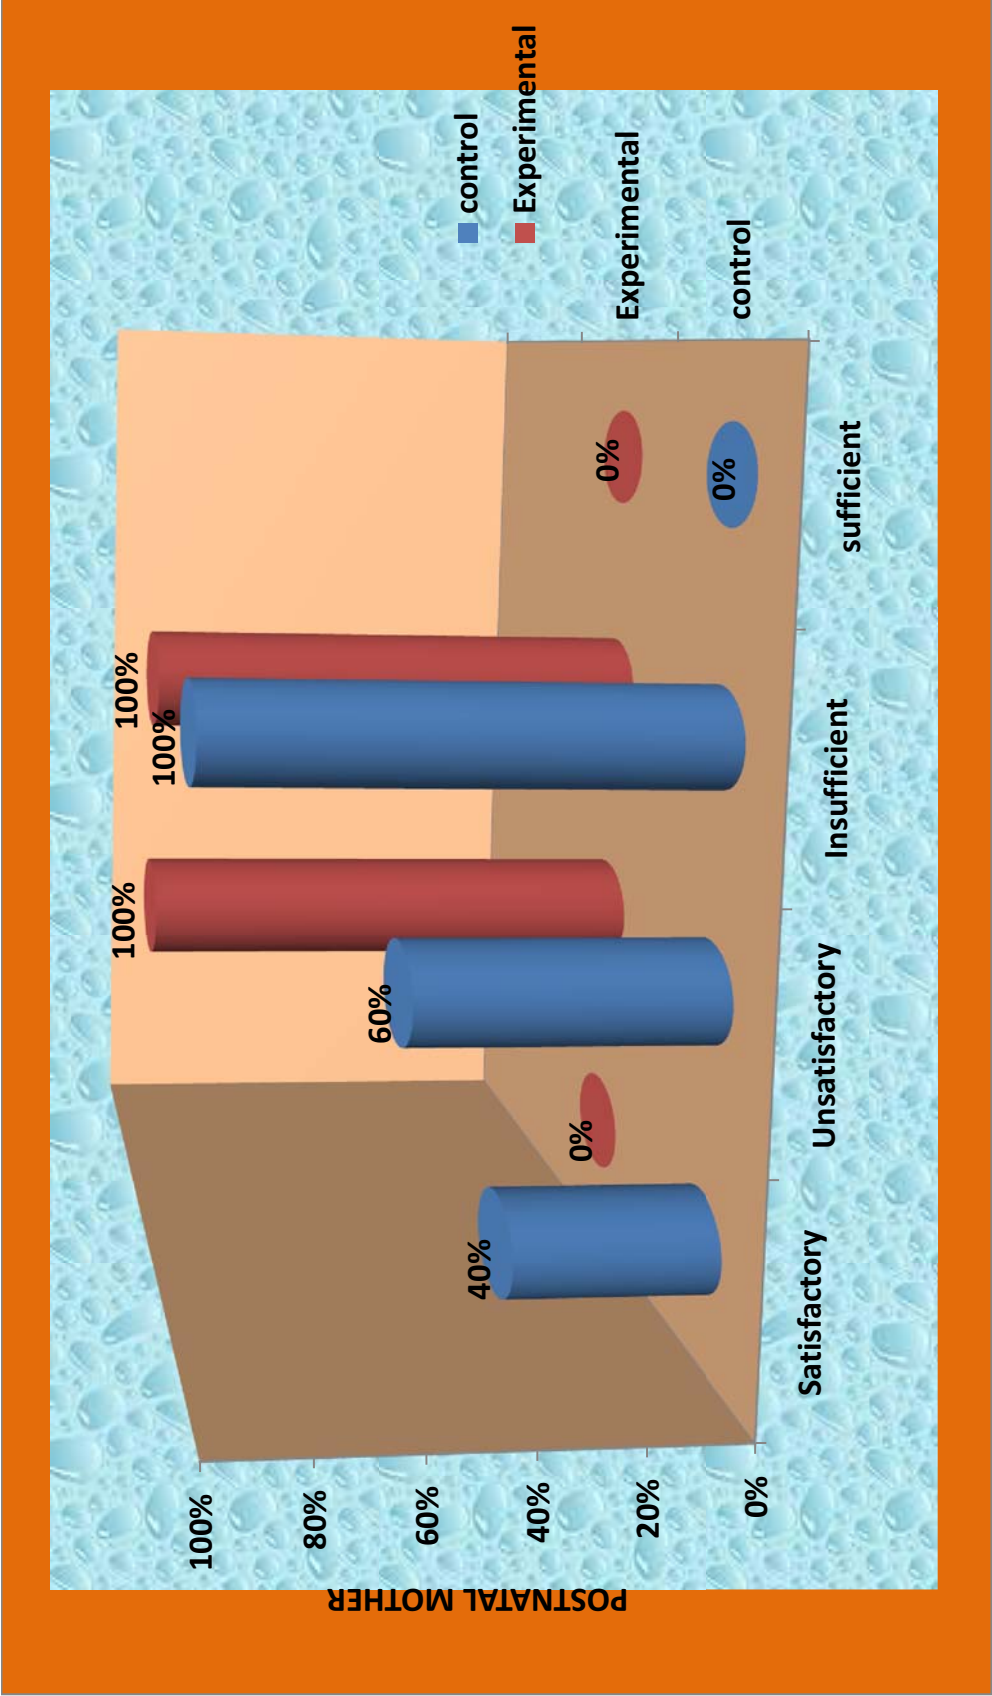 POSTNATAL MOTHER
100%
80%
60%
40%
20%
0%
40%
0%
60%
100%
100%
100%
0%
0%
Satisfactory
Unsatisfactory
Insufficient
sufficient
Experimental
control
control
Experimental